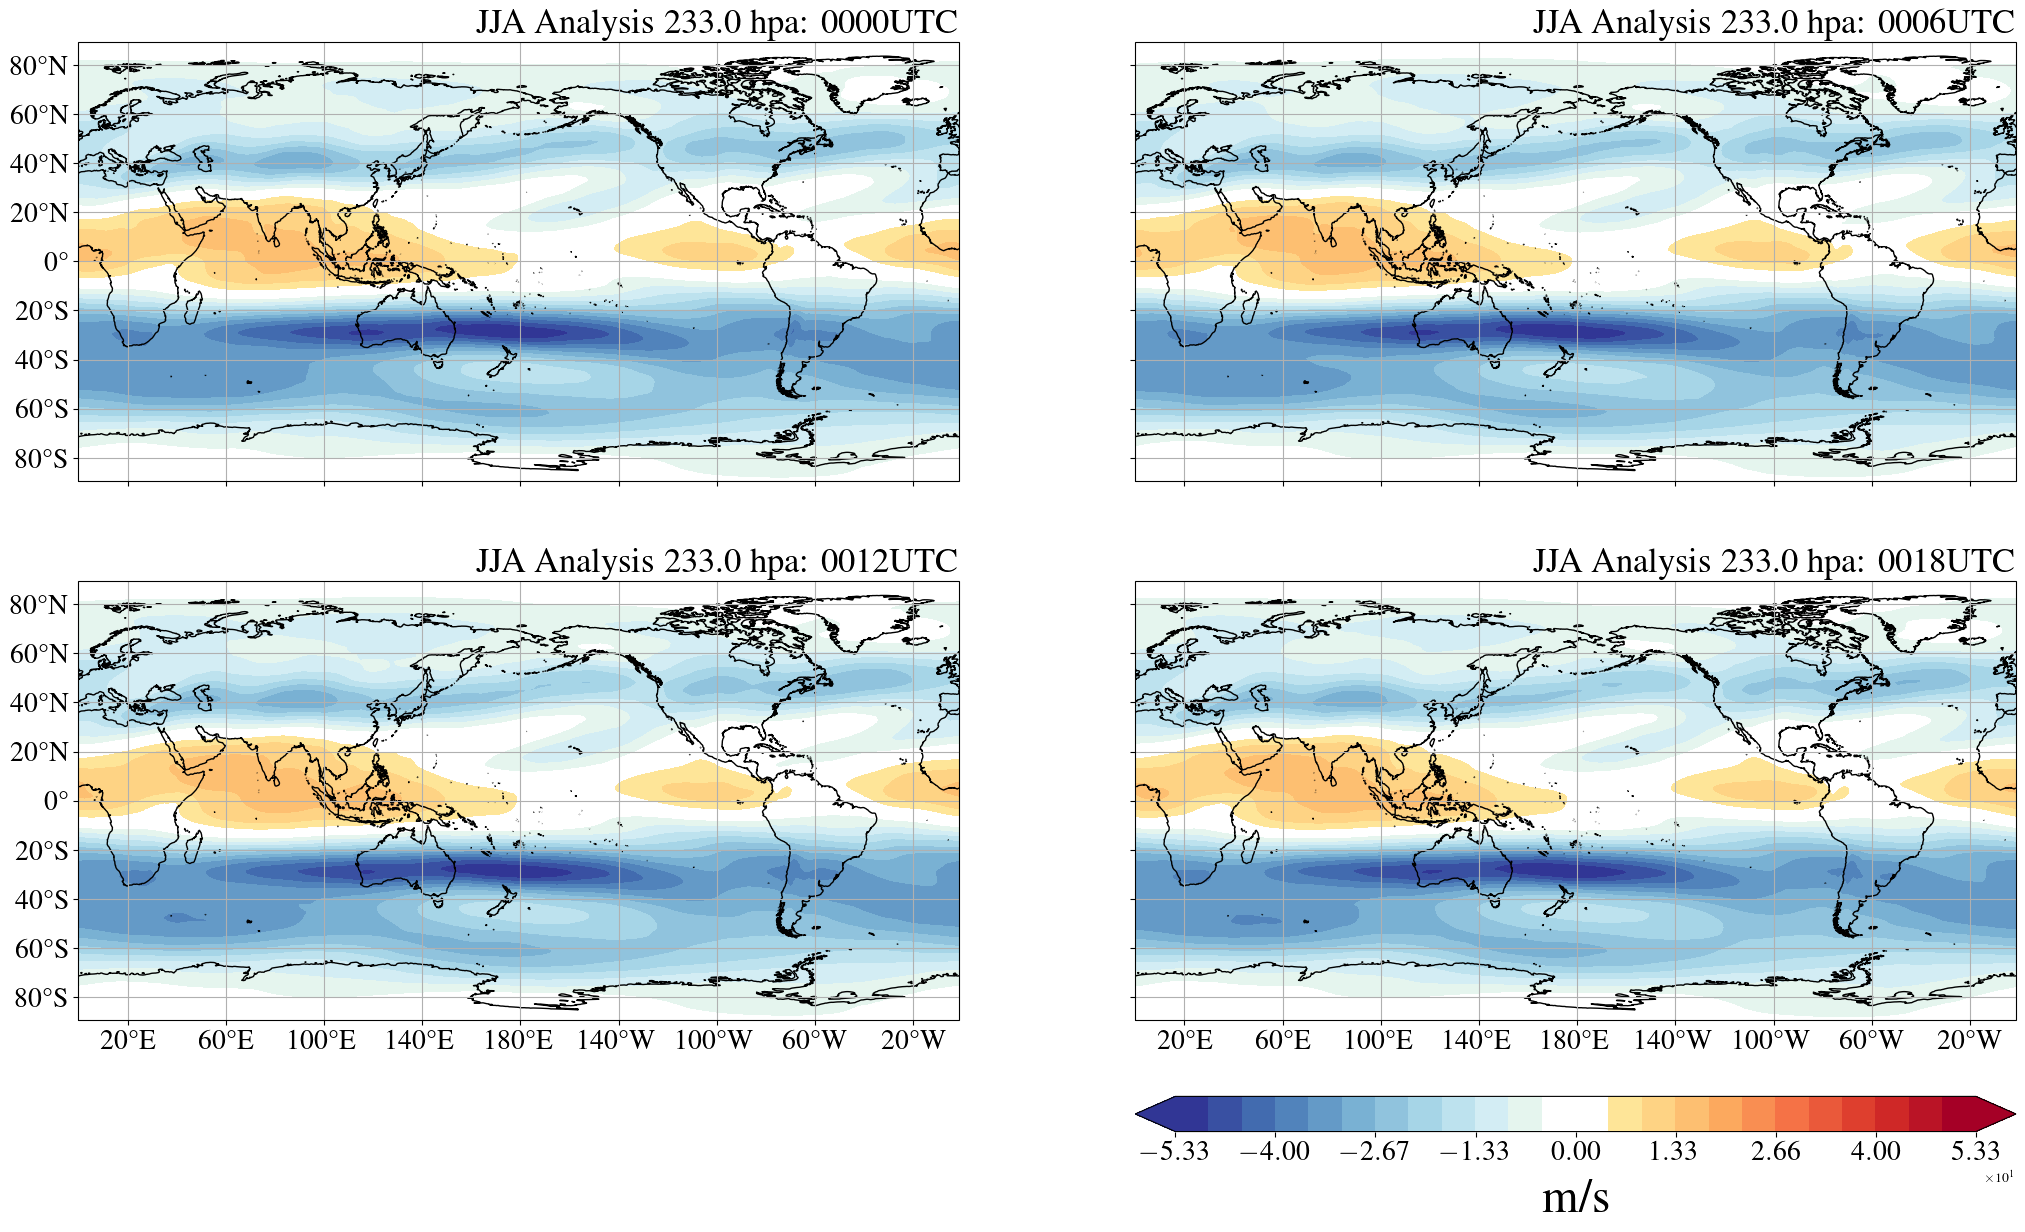 JJA Analysis 233.0 hpa: 0000UTC
JJA Analysis 233.0 hpa: 0006UTC
80°N
60°N
40°N
20°N
0°
20°S
40°S
60°S
80°S
JJA Analysis 233.0 hpa: 0012UTC
JJA Analysis 233.0 hpa: 0018UTC
80°N
60°N
40°N
20°N
0°
20°S
40°S
60°S
80°S
20°E 60°E 100°E 140°E 180°E 140°W 100°W 60°W 20°W
20°E 60°E 100°E 140°E 180°E 140°W 100°W 60°W 20°W
−5.33 −4.00 −2.67 −1.33 0.00 1.33 2.66 4.00 5.33
×10¹
m/s